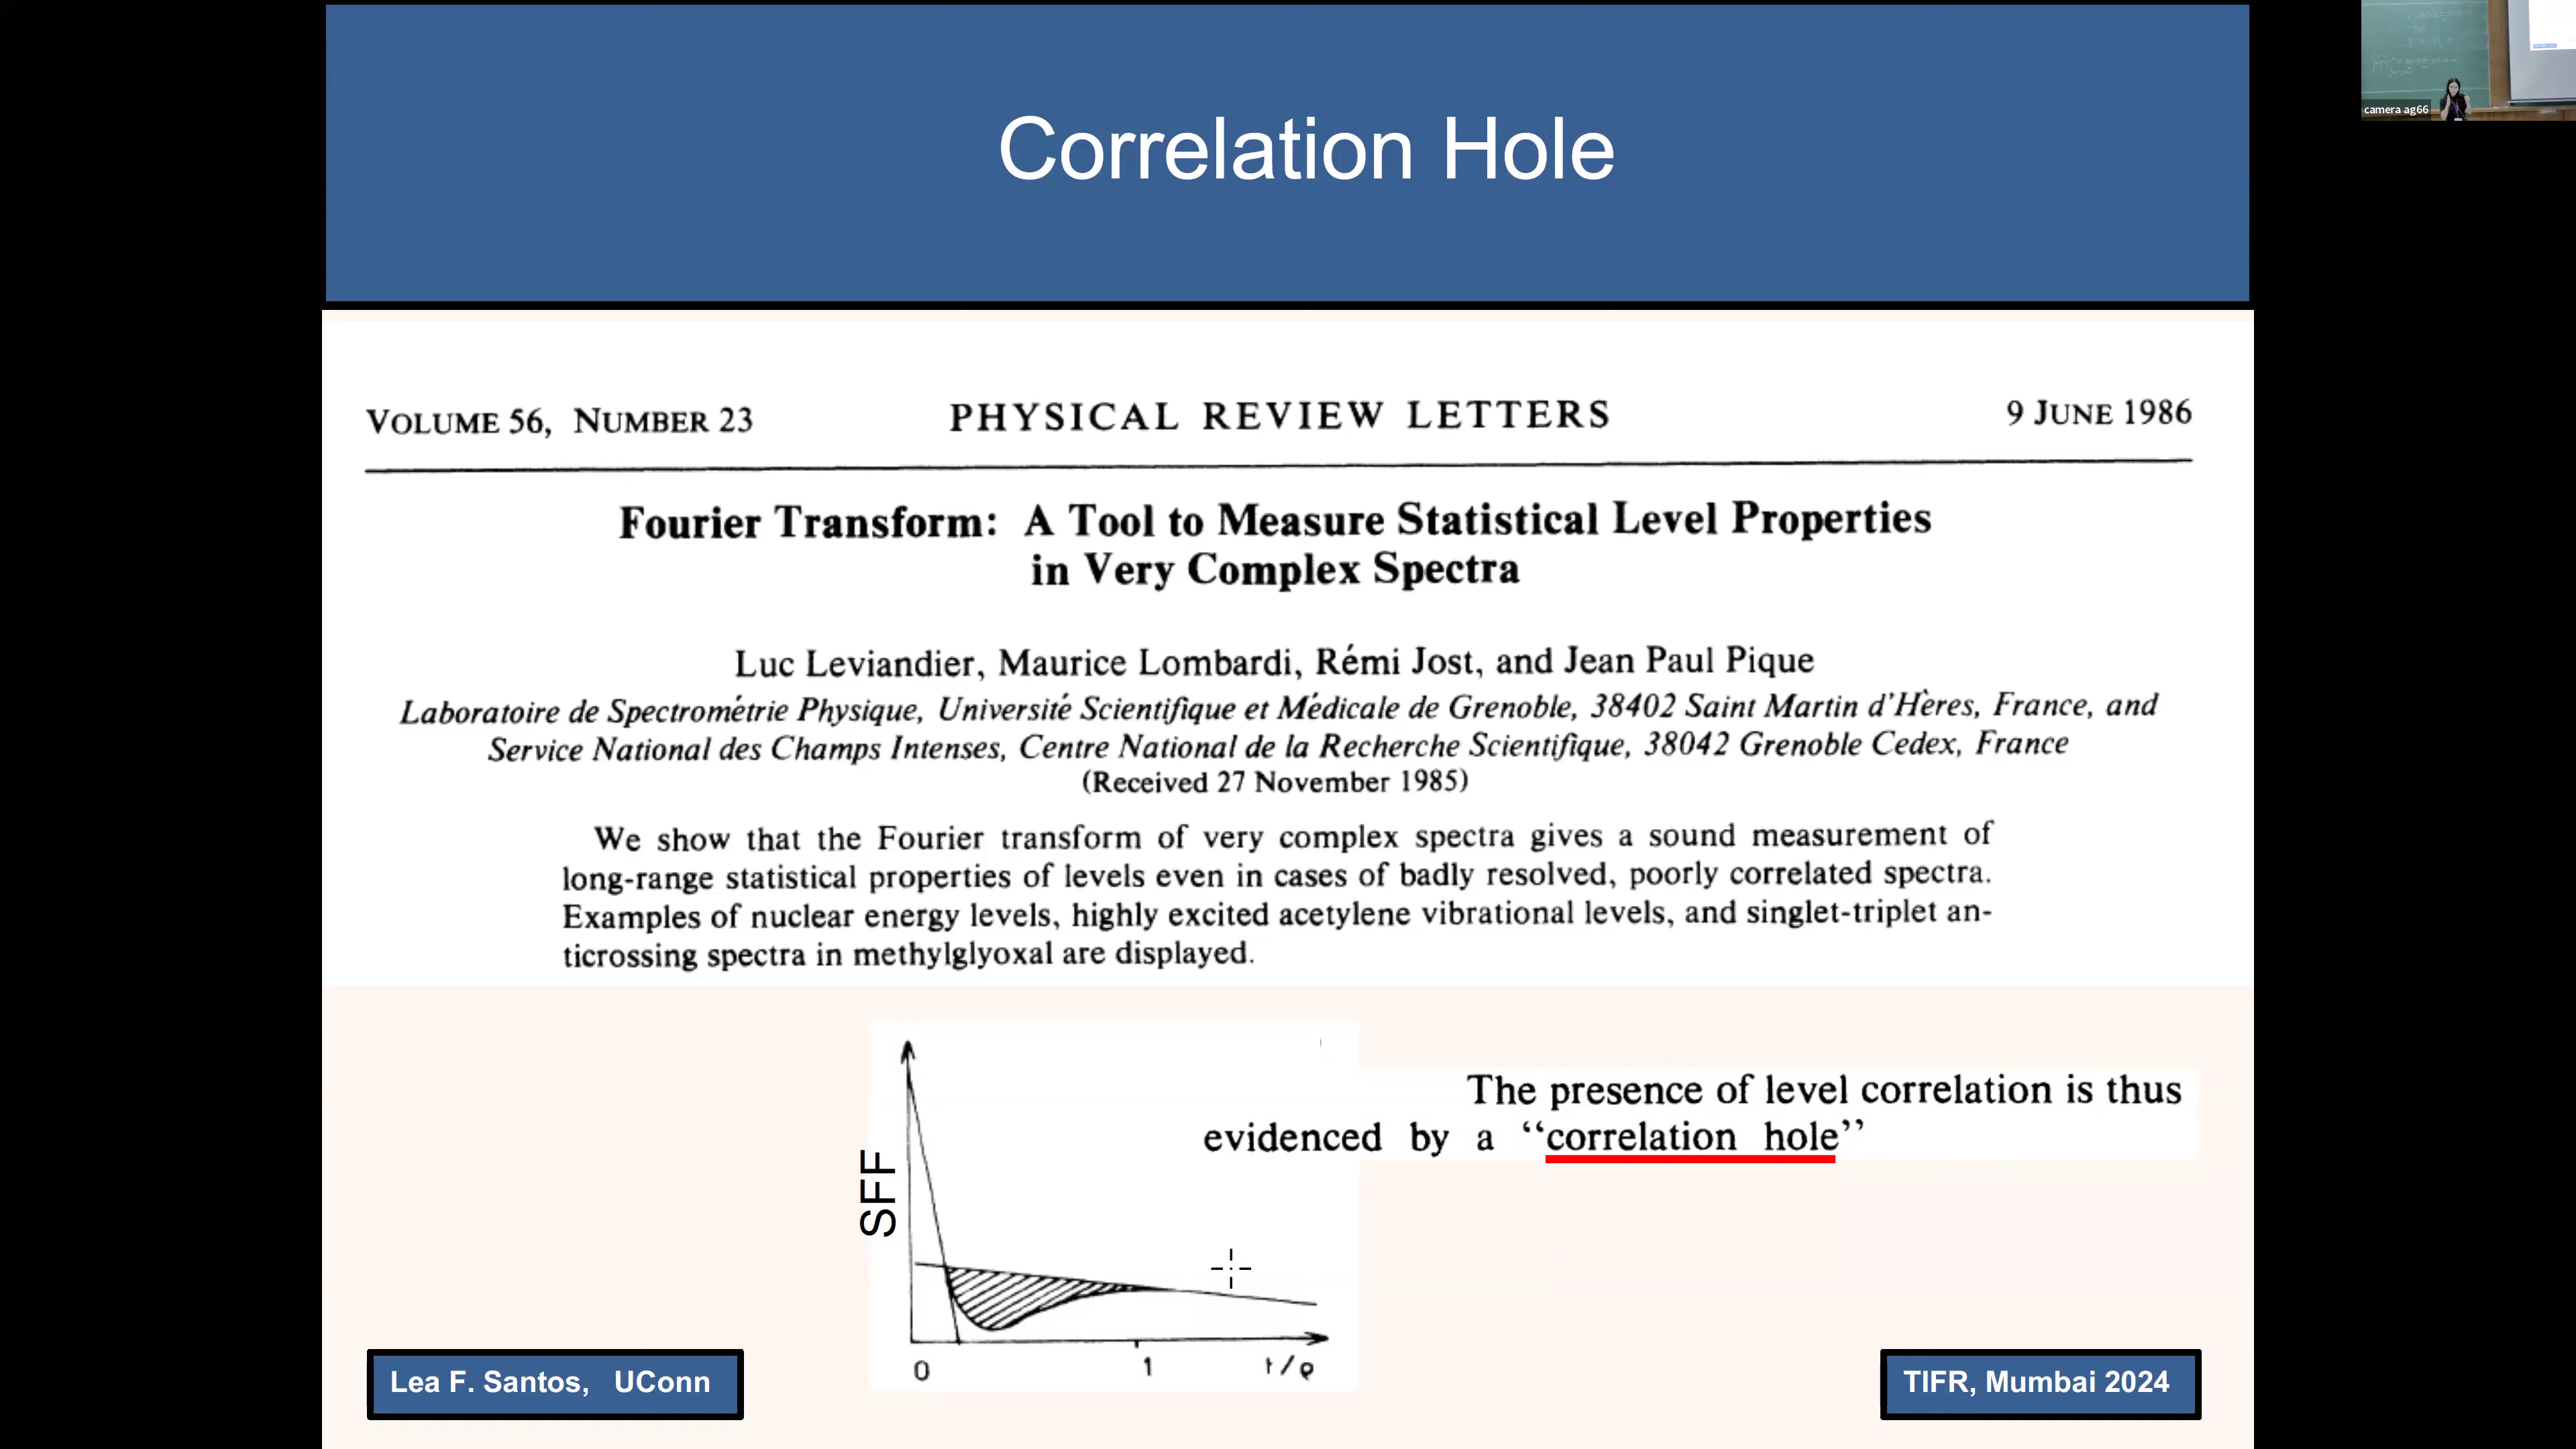 Correlation Hole
camera ag66
VOLUME 56, NUMBER 23 PHYSICAL REVIEW LETTERS 9 JUNE 1986
Fourier Transform: A Tool to Measure Statistical Level Properties
in Very Complex Spectra
Luc Leviandier, Maurice Lombardi, Rémi Jost, and Jean Paul Pique
Laboratoire de Spectrométrie Physique, Université Scientifique et Médicale de Grenoble, 38402 Saint Martin d'Hères, France, and
Service National des Champs Intenses, Centre National de la Recherche Scientifique, 38042 Grenoble Cedex, France
(Received 27 November 1985)
We show that the Fourier transform of very complex spectra gives a sound measurement of
long-range statistical properties of levels even in cases of badly resolved, poorly correlated spectra.
Examples of nuclear energy levels, highly excited acetylene vibrational levels, and singlet-triplet an-
ticrossing spectra in methylglyoxal are displayed.
The presence of level correlation is thus
evidenced by a ‘‘correlation hole’’
SFF
0 1 t/ρ
Lea F. Santos, UConn
TIFR, Mumbai 2024